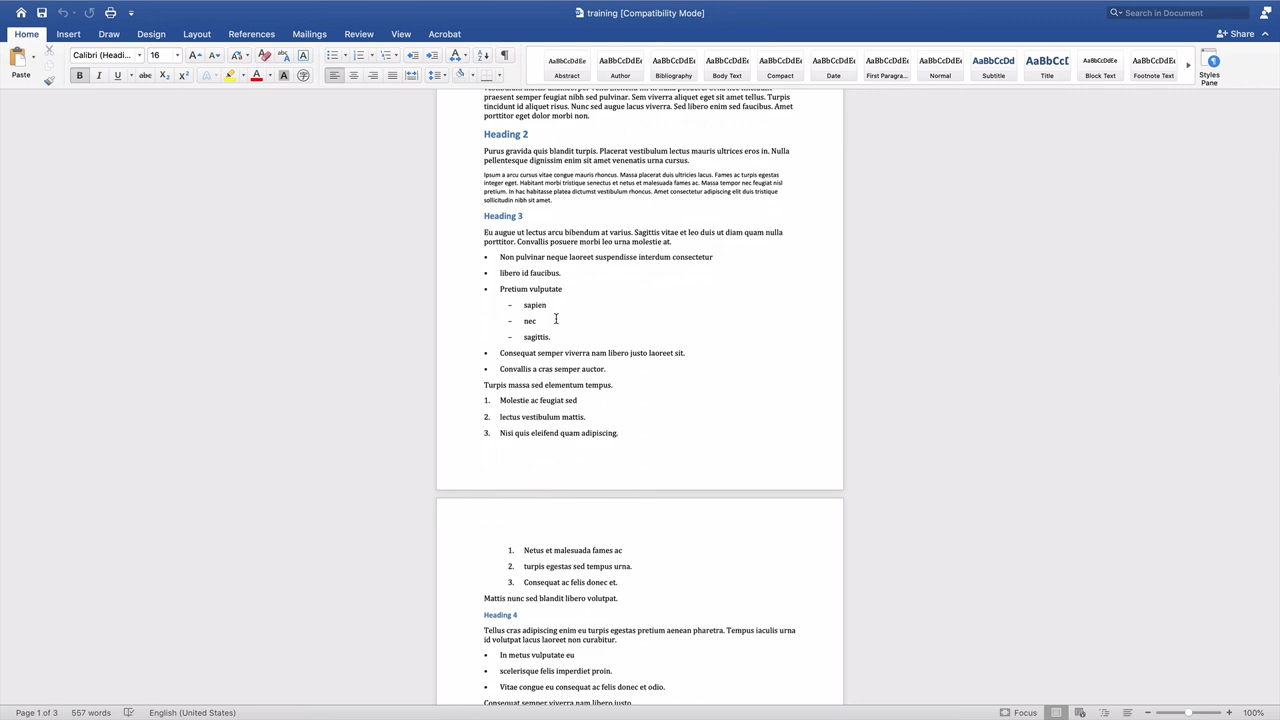 training [Compatibility Mode]
Search in Document
Home Insert Draw Design Layout References Mailings Review View Acrobat
Share
Paste
Calibri (Headi... 16
AaBbCcDdEe AaBbCcDdE AaBbCcDdE AaBbCcDdE AaBbCcDdE AaBbCcDdE AaBbCcDdE AaBbCcDdE AaBbCcDd AaBbC AaBbCcDdEe AaBbCcDdE
Abstract Author Bibliography Body Text Compact Date First Paragra... Normal Subtitle Title Block Text Footnote Text
Styles Pane
praesent semper feugiat nibh sed pulvinar. Sem viverra aliquet eget sit amet tellus. Turpis
tincidunt id aliquet risus. Nunc sed augue lacus viverra. Sed libero enim sed faucibus. Amet
porttitor eget dolor morbi non.
Heading 2
Purus gravida quis blandit turpis. Placerat vestibulum lectus mauris ultrices eros in. Nulla
pellentesque dignissim enim sit amet venenatis urna cursus.
Ipsum a arcu cursus vitae congue mauris rhoncus. Massa placerat duis ultricies lacus. Fames ac turpis egestas
integer eget. Habitant morbi tristique senectus et netus et malesuada fames ac. Massa tempor nec feugiat nisl
pretium. In hac habitasse platea dictumst vestibulum rhoncus. Amet consectetur adipiscing elit duis tristique
sollicitudin nibh sit amet.
Heading 3
Eu augue ut lectus arcu bibendum at varius. Sagittis vitae et leo duis ut diam quam nulla
porttitor. Convallis posuere morbi leo urna molestie at.
• Non pulvinar neque laoreet suspendisse interdum consectetur
• libero id faucibus.
• Pretium vulputate
– sapien
– nec
– sagittis.
• Consequat semper viverra nam libero justo laoreet sit.
• Convallis a cras semper auctor.
Turpis massa sed elementum tempus.
1. Molestie ac feugiat sed
2. lectus vestibulum mattis.
3. Nisi quis eleifend quam adipiscing.
1. Netus et malesuada fames ac
2. turpis egestas sed tempus urna.
3. Consequat ac felis donec et.
Mattis nunc sed blandit libero volutpat.
Heading 4
Tellus cras adipiscing enim eu turpis egestas pretium aenean pharetra. Tempus iaculis urna
id volutpat lacus laoreet non curabitur.
• In metus vulputate eu
• scelerisque felis imperdiet proin.
• Vitae congue eu consequat ac felis donec et odio.
Consequat semper viverra nam libero justo
Page 1 of 3 557 words English (United States)
Focus 100%